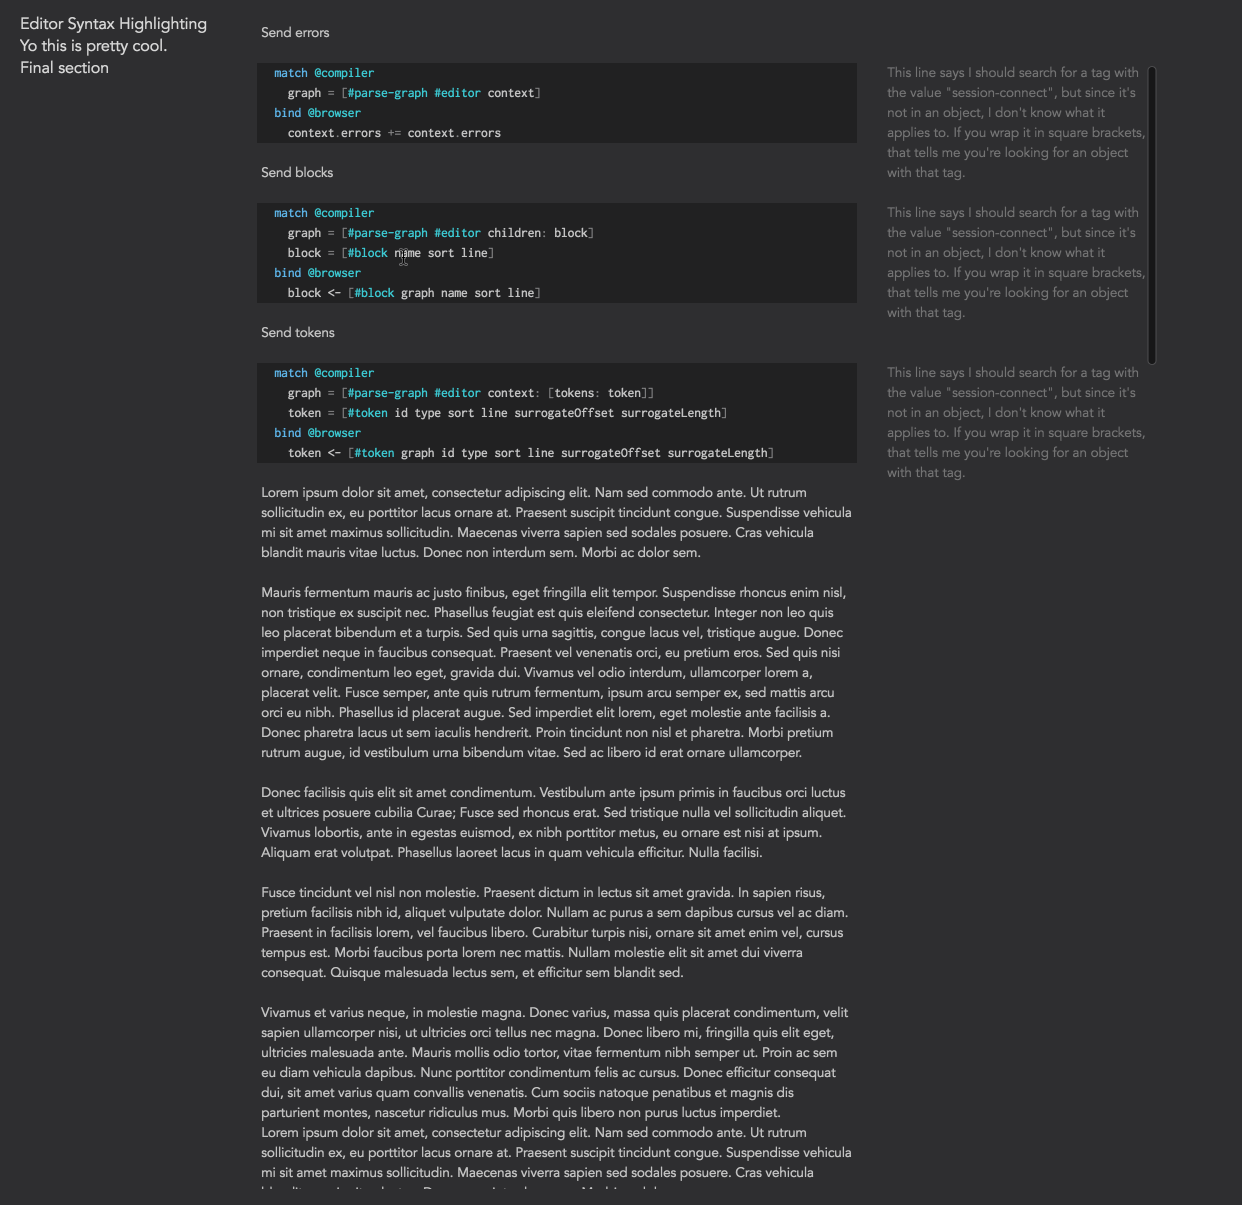 Editor Syntax Highlighting
Yo this is pretty cool.
Final section
Send errors
match @compiler
graph = [#parse-graph #editor context]
bind @browser
context.errors += context.errors
This line says I should search for a tag with
the value "session-connect", but since it's
not in an object, I don't know what it
applies to. If you wrap it in square brackets,
that tells me you're looking for an object
with that tag.
Send blocks
match @compiler
graph = [#parse-graph #editor children: block]
block = [#block name sort line]
bind @browser
block <- [#block graph name sort line]
This line says I should search for a tag with
the value "session-connect", but since it's
not in an object, I don't know what it
applies to. If you wrap it in square brackets,
that tells me you're looking for an object
with that tag.
Send tokens
match @compiler
graph = [#parse-graph #editor context: [tokens: token]]
token = [#token id type sort line surrogateOffset surrogateLength]
bind @browser
token <- [#token graph id type sort line surrogateOffset surrogateLength]
This line says I should search for a tag with
the value "session-connect", but since it's
not in an object, I don't know what it
applies to. If you wrap it in square brackets,
that tells me you're looking for an object
with that tag.
Lorem ipsum dolor sit amet, consectetur adipiscing elit. Nam sed commodo ante. Ut rutrum
sollicitudin ex, eu porttitor lacus ornare at. Praesent suscipit tincidunt congue. Suspendisse vehicula
mi sit amet maximus sollicitudin. Maecenas viverra sapien sed sodales posuere. Cras vehicula
blandit mauris vitae luctus. Donec non interdum sem. Morbi ac dolor sem.
Mauris fermentum mauris ac justo finibus, eget fringilla elit tempor. Suspendisse rhoncus enim nisl,
non tristique ex suscipit nec. Phasellus feugiat est quis eleifend consectetur. Integer non leo quis
leo placerat bibendum et a turpis. Sed quis urna sagittis, congue lacus vel, tristique augue. Donec
imperdiet neque in faucibus consequat. Praesent vel venenatis orci, eu pretium eros. Sed quis nisi
ornare, condimentum leo eget, gravida dui. Vivamus vel odio interdum, ullamcorper lorem a,
placerat velit. Fusce semper, ante quis rutrum fermentum, ipsum arcu semper ex, sed mattis arcu
orci eu nibh. Phasellus id placerat augue. Sed imperdiet elit lorem, eget molestie ante facilisis a.
Donec pharetra lacus ut sem iaculis hendrerit. Proin tincidunt non nisl et pharetra. Morbi pretium
rutrum augue, id vestibulum urna bibendum vitae. Sed ac libero id erat ornare ullamcorper.
Donec facilisis quis elit sit amet condimentum. Vestibulum ante ipsum primis in faucibus orci luctus
et ultrices posuere cubilia Curae; Fusce sed rhoncus erat. Sed tristique nulla vel sollicitudin aliquet.
Vivamus lobortis, ante in egestas euismod, ex nibh porttitor metus, eu ornare est nisi at ipsum.
Aliquam erat volutpat. Phasellus laoreet lacus in quam vehicula efficitur. Nulla facilisi.
Fusce tincidunt vel nisl non molestie. Praesent dictum in lectus sit amet gravida. In sapien risus,
pretium facilisis nibh id, aliquet vulputate dolor. Nullam ac purus a sem dapibus cursus vel ac diam.
Praesent in facilisis lorem, vel faucibus libero. Curabitur turpis nisi, ornare sit amet enim vel, cursus
tempus est. Morbi faucibus porta lorem nec mattis. Nullam molestie elit sit amet dui viverra
consequat. Quisque malesuada lectus sem, et efficitur sem blandit sed.
Vivamus et varius neque, in molestie magna. Donec varius, massa quis placerat condimentum, velit
sapien ullamcorper nisi, ut ultricies orci tellus nec magna. Donec libero mi, fringilla quis elit eget,
ultricies malesuada ante. Mauris mollis odio tortor, vitae fermentum nibh semper ut. Proin ac sem
eu diam vehicula dapibus. Nunc porttitor condimentum felis ac cursus. Donec efficitur consequat
dui, sit amet varius quam convallis venenatis. Cum sociis natoque penatibus et magnis dis
parturient montes, nascetur ridiculus mus. Morbi quis libero non purus luctus imperdiet.
Lorem ipsum dolor sit amet, consectetur adipiscing elit. Nam sed commodo ante. Ut rutrum
sollicitudin ex, eu porttitor lacus ornare at. Praesent suscipit tincidunt congue. Suspendisse vehicula
mi sit amet maximus sollicitudin. Maecenas viverra sapien sed sodales posuere. Cras vehicula